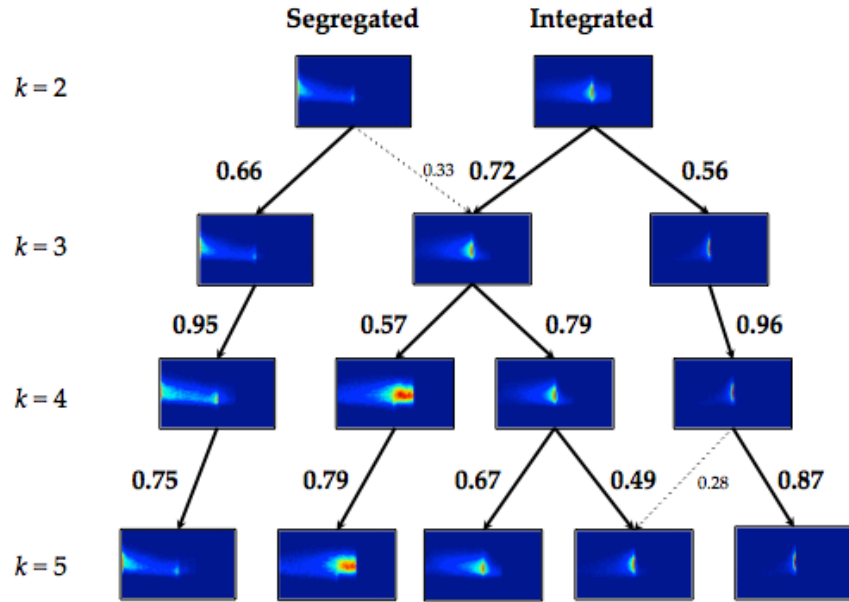 Segregated Integrated
k = 2
0.66 0.33 0.72 0.56
k = 3
0.95 0.57 0.79 0.96
k = 4
0.75 0.79 0.67 0.49 0.28 0.87
k = 5